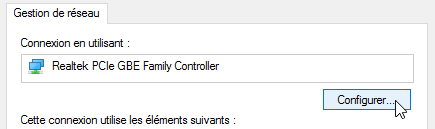 Gestion de réseau
Connexion en utilisant :
Realtek PCIe GBE Family Controller
Configurer...
Cette connexion utilise les éléments suivants :